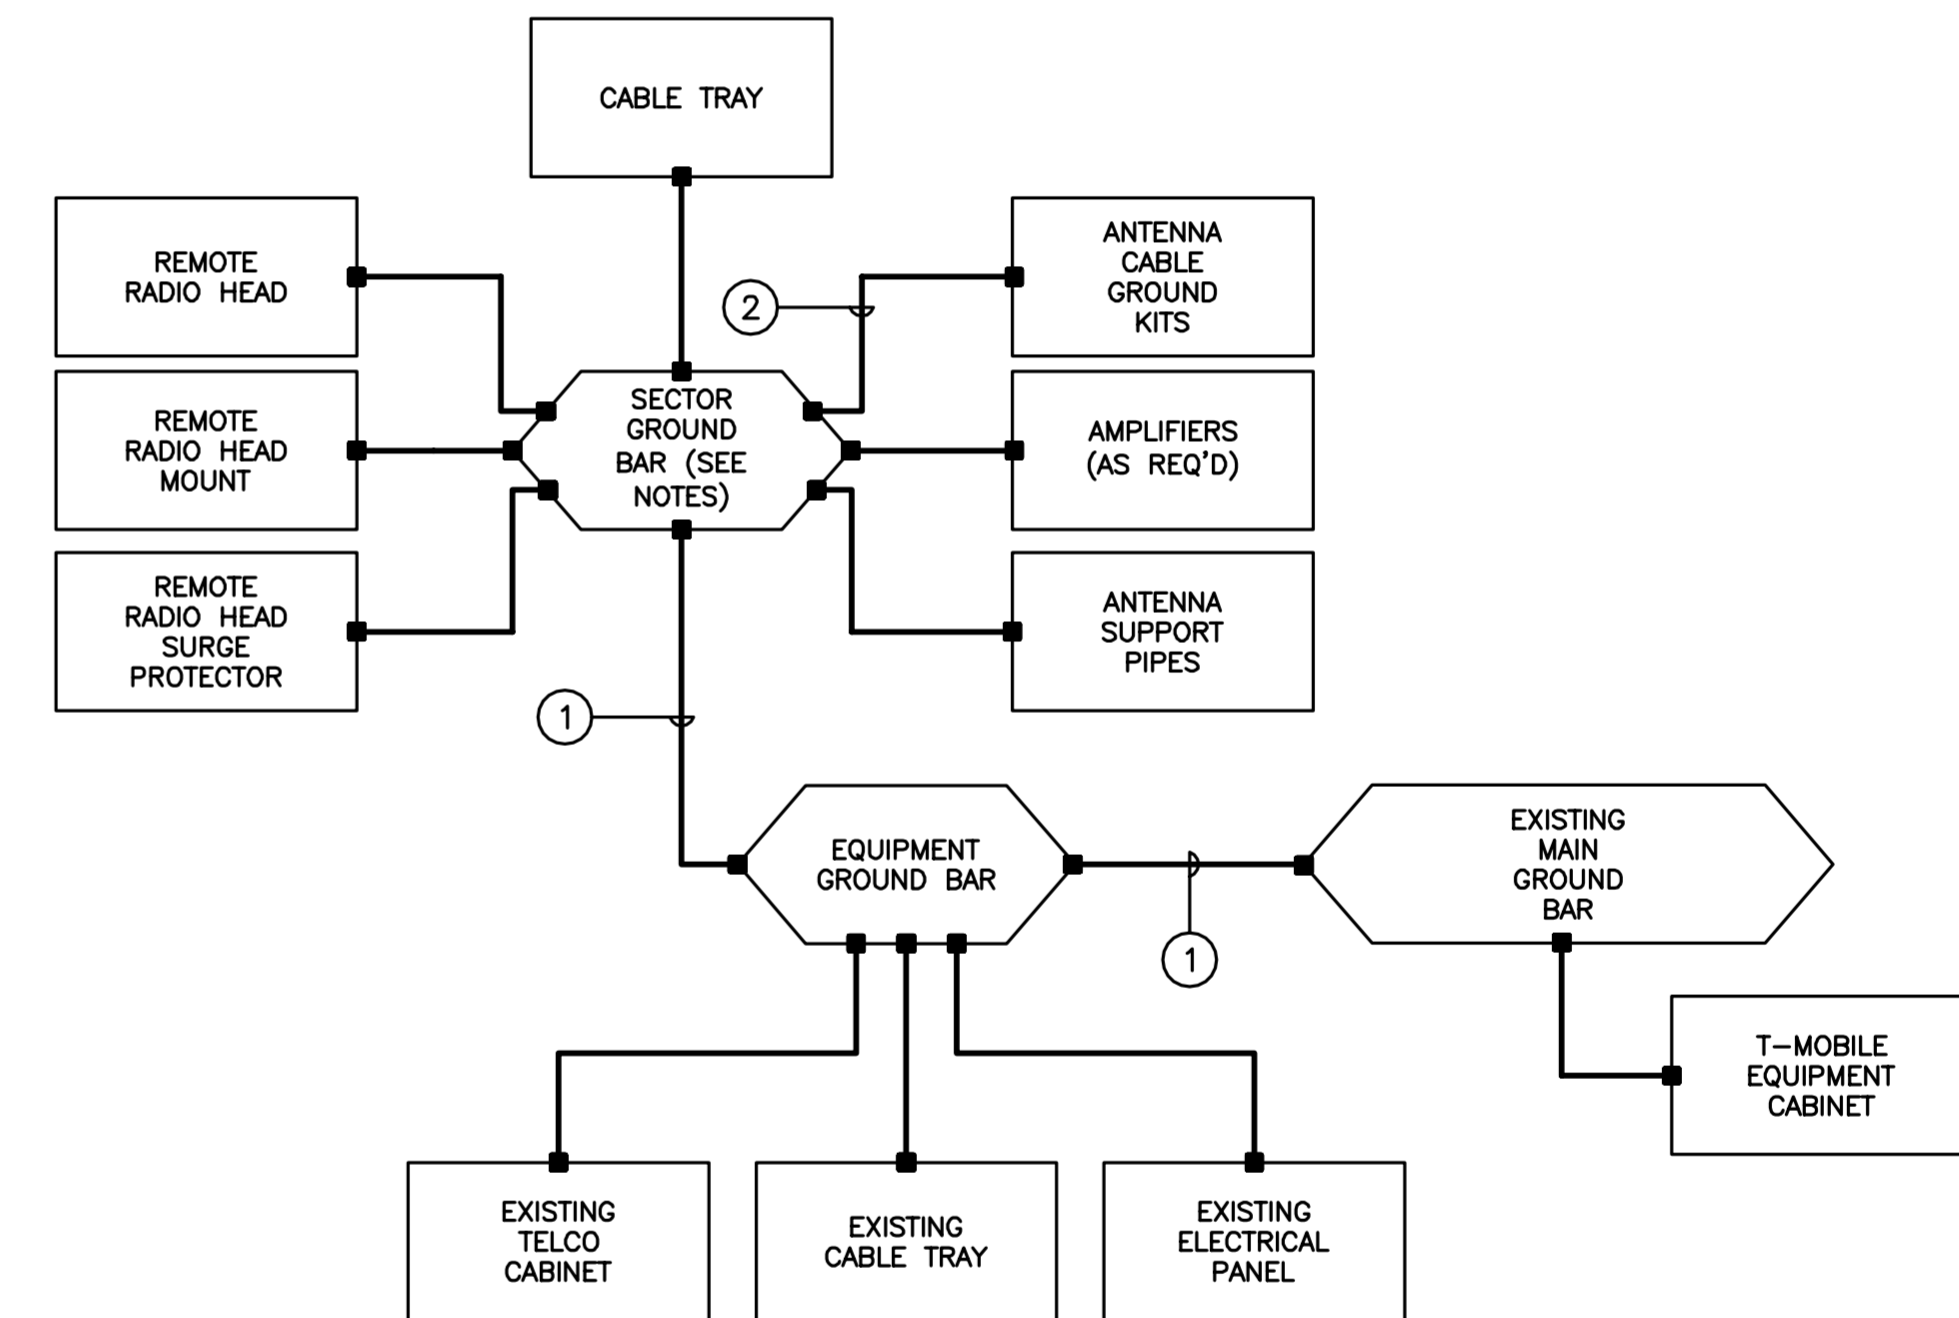 CABLE TRAY
REMOTE
RADIO HEAD
ANTENNA
CABLE
GROUND
KITS
2
REMOTE
RADIO HEAD
MOUNT
SECTOR
GROUND
BAR (SEE
NOTES)
AMPLIFIERS
(AS REQ'D)
REMOTE
RADIO HEAD
SURGE
PROTECTOR
ANTENNA
SUPPORT
PIPES
1
EQUIPMENT
GROUND BAR
EXISTING
MAIN
GROUND
BAR
1
T-MOBILE
EQUIPMENT
CABINET
EXISTING
TELCO
CABINET
EXISTING
CABLE TRAY
EXISTING
ELECTRICAL
PANEL